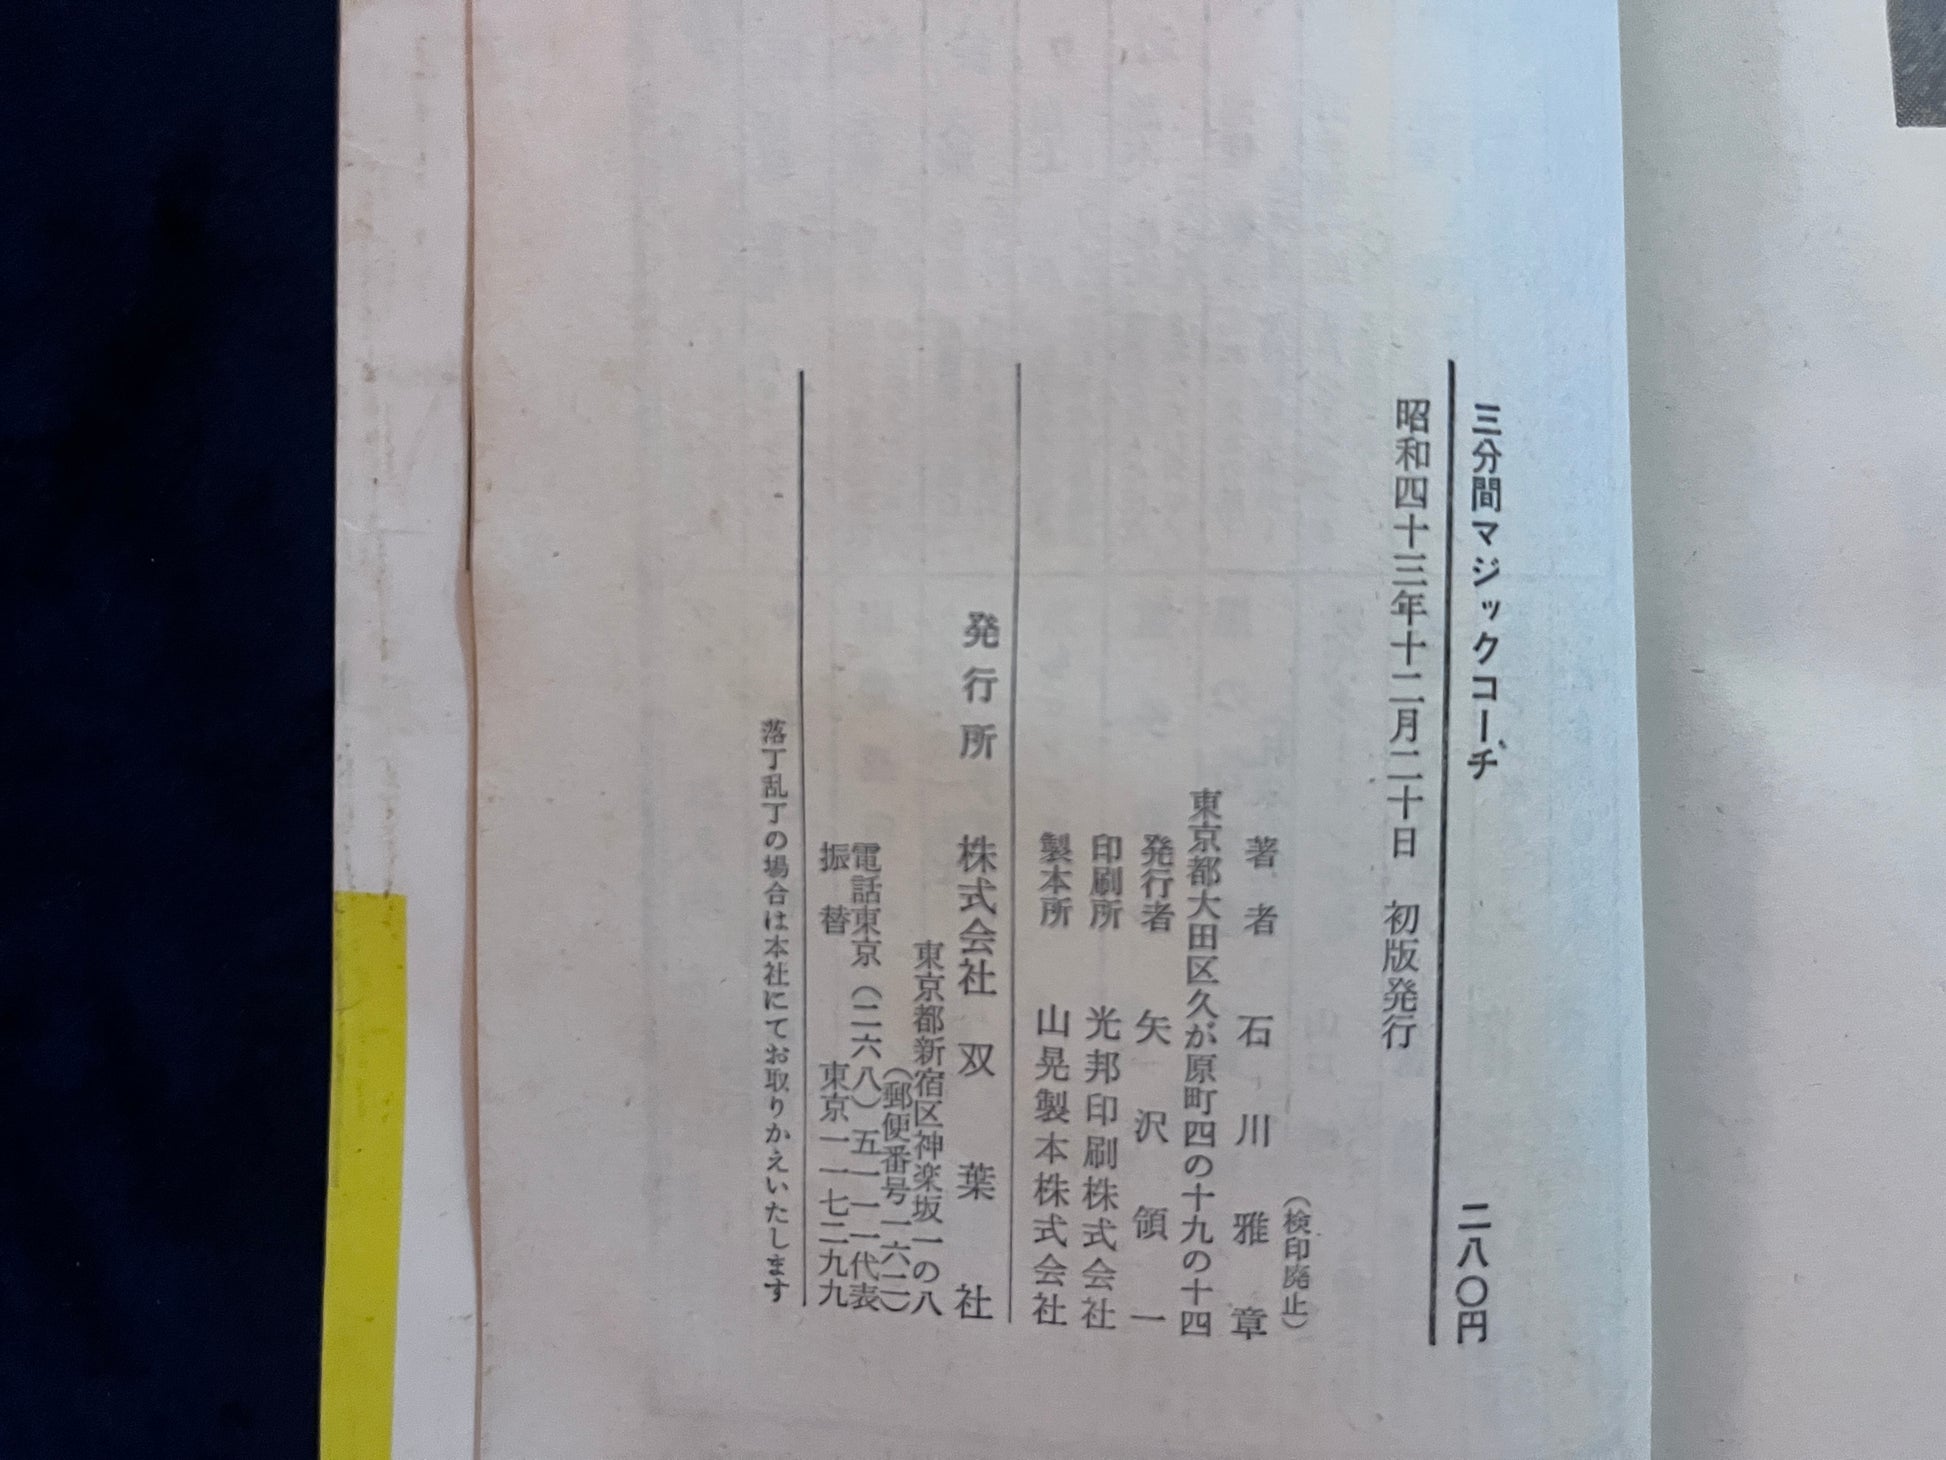 三分間マジックコーチ　二八〇円
昭和四十三年十二月二十日　初版発行
（検印廃止）
著者　石川雅章
東京都大田区久が原町四の十九の十四
発行者　矢沢領一
印刷所　光邦印刷株式会社
製本所　山晃製本株式会社
発行所　株式会社　双葉社
東京都新宿区神楽坂一の八
（郵便番号一六二）
電話東京（二六八）五一一一代表
振替　東京一一七二九九
落丁乱丁の場合は本社にてお取りかえいたします